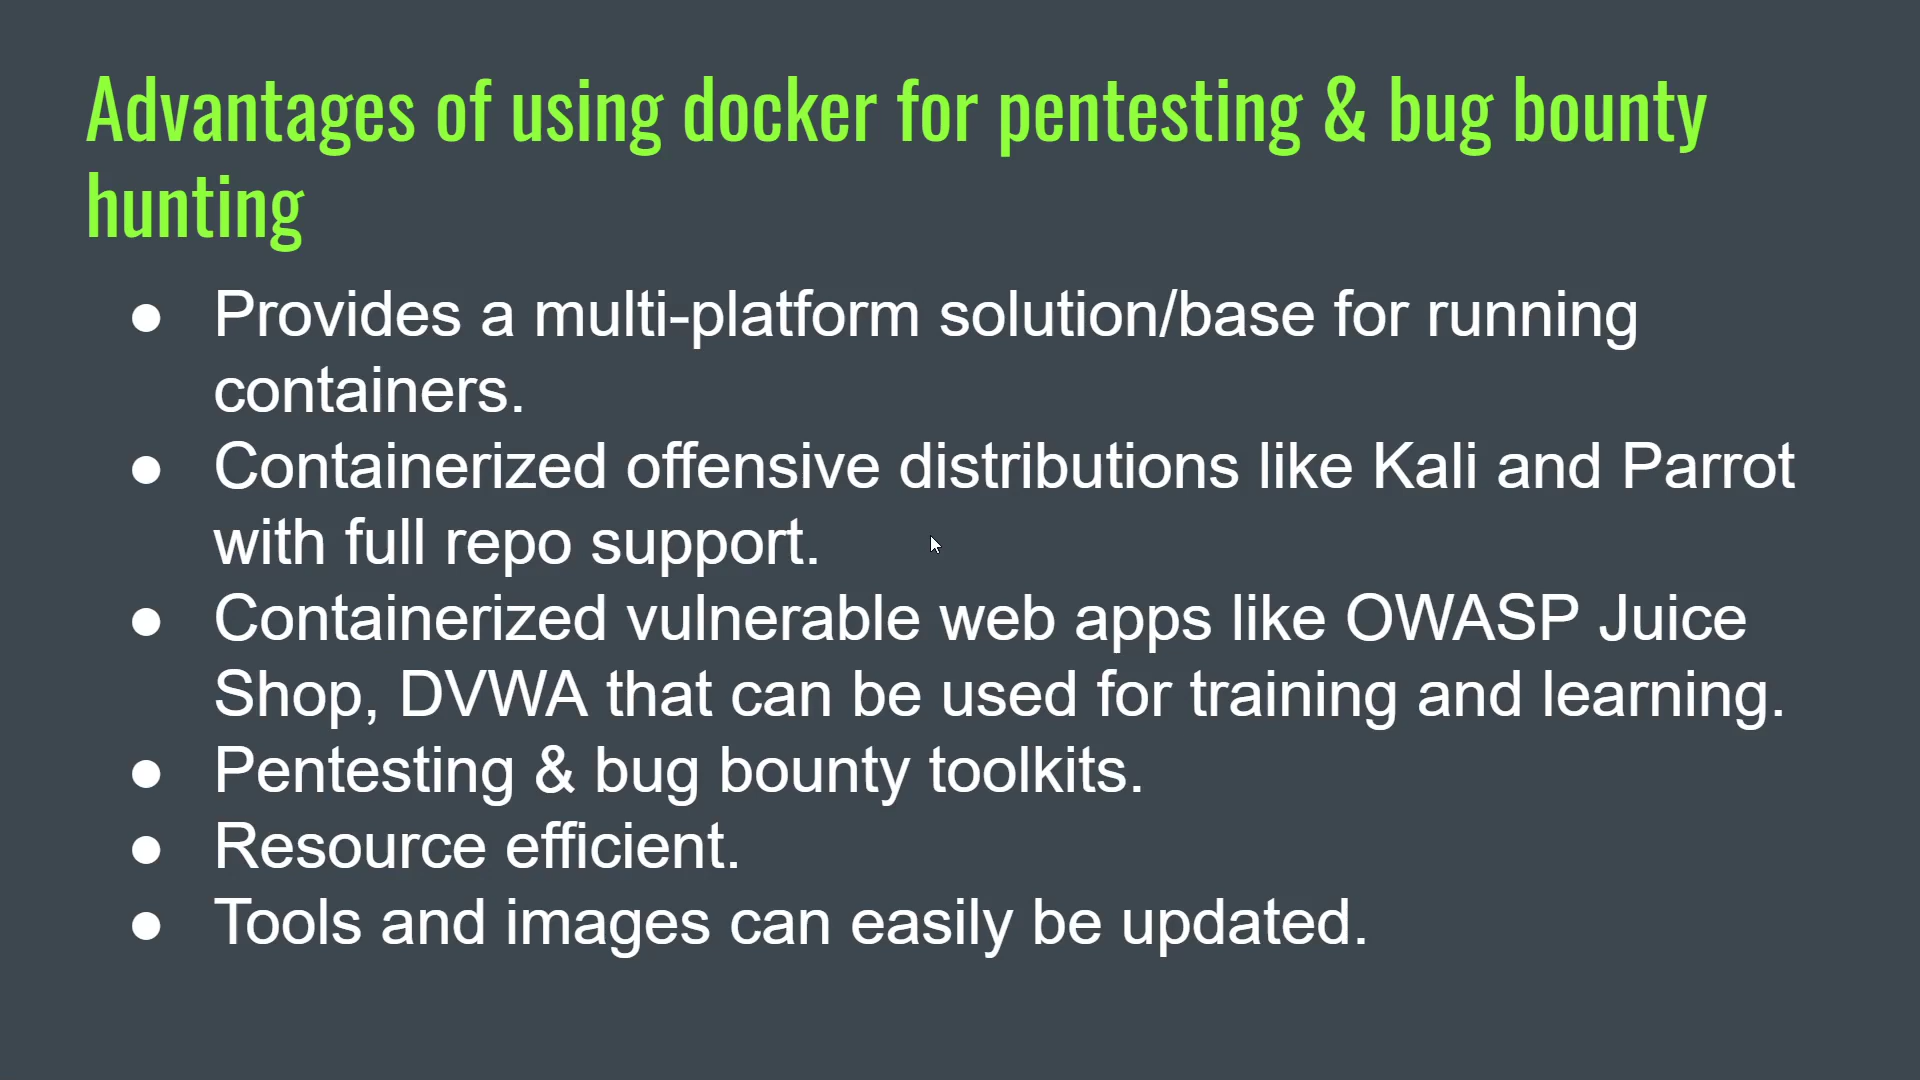 Advantages of using docker for pentesting & bug bounty
hunting
● Provides a multi-platform solution/base for running
containers.
● Containerized offensive distributions like Kali and Parrot
with full repo support.
● Containerized vulnerable web apps like OWASP Juice
Shop, DVWA that can be used for training and learning.
● Pentesting & bug bounty toolkits.
● Resource efficient.
● Tools and images can easily be updated.